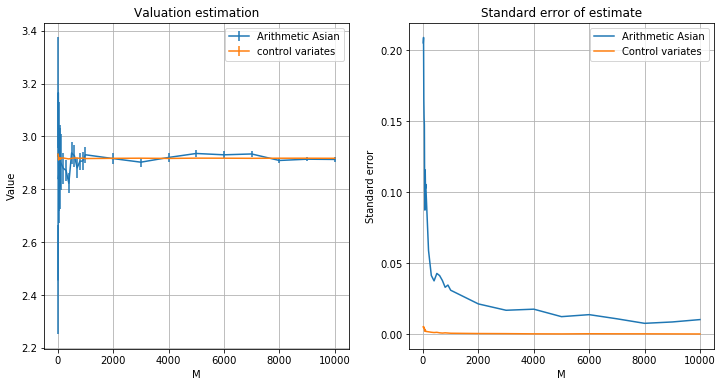 Valuation estimation
Arithmetic Asian
control variates
3.4
3.2
3.0
2.8
2.6
2.4
2.2
Value
0 2000 4000 6000 8000 10000
M
Standard error of estimate
Arithmetic Asian
Control variates
0.20
0.15
0.10
0.05
0.00
Standard error
0 2000 4000 6000 8000 10000
M